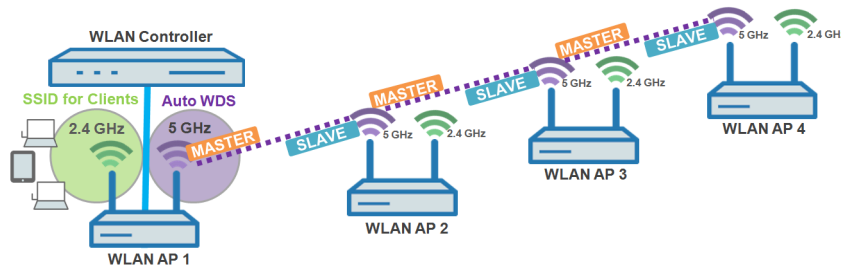 WLAN Controller
SSID for Clients
Auto WDS
2.4 GHz
5 GHz
MASTER
WLAN AP 1
SLAVE
MASTER
5 GHz
2.4 GHz
WLAN AP 2
SLAVE
MASTER
5 GHz
2.4 GHz
WLAN AP 3
SLAVE
5 GHz
2.4 GH
WLAN AP 4